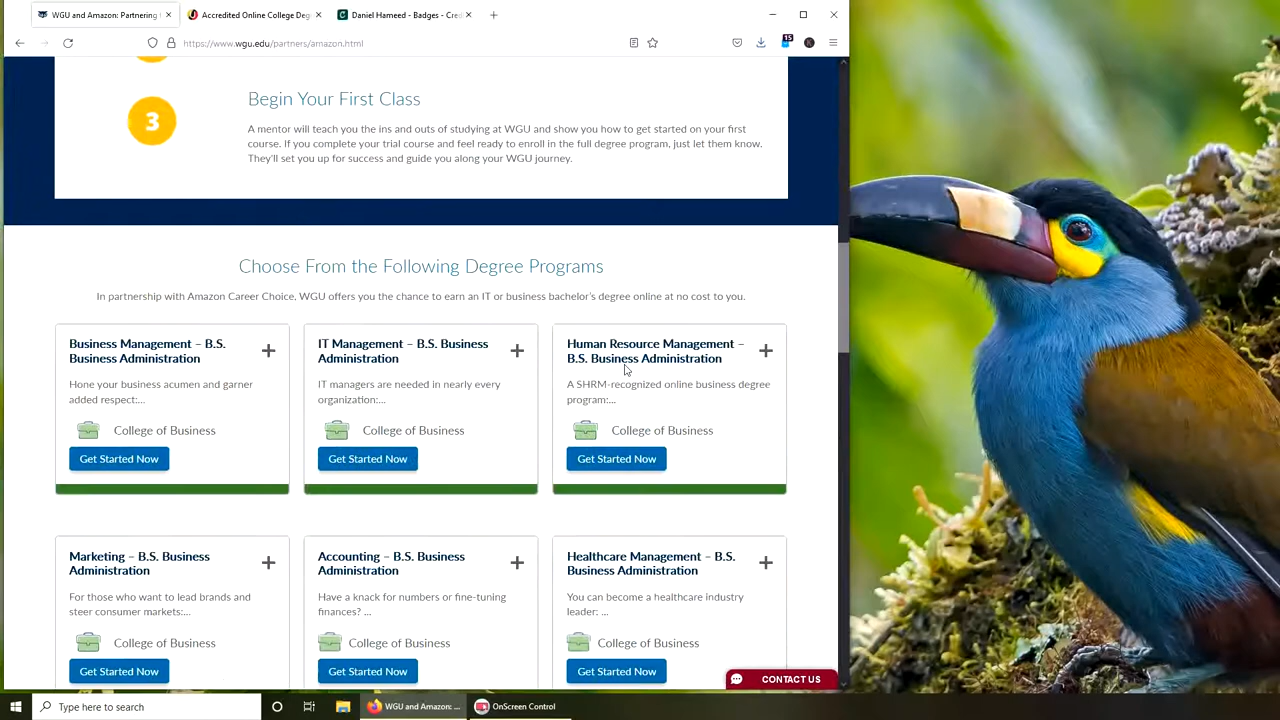 WGU and Amazon: Partnering
Accredited Online College Deg
Daniel Hameed - Badges - Cred
https://www.wgu.edu/partners/amazon.html
15
3
Begin Your First Class
A mentor will teach you the ins and outs of studying at WGU and show you how to get started on your first
course. If you complete your trial course and feel ready to enroll in the full degree program, just let them know.
They'll set you up for success and guide you along your WGU journey.
Choose From the Following Degree Programs
In partnership with Amazon Career Choice, WGU offers you the chance to earn an IT or business bachelor's degree online at no cost to you.
Business Management – B.S.
Business Administration
Hone your business acumen and garner
added respect:...
College of Business
Get Started Now
IT Management – B.S. Business
Administration
IT managers are needed in nearly every
organization:...
College of Business
Get Started Now
Human Resource Management –
B.S. Business Administration
A SHRM-recognized online business degree
program:...
College of Business
Get Started Now
Marketing – B.S. Business
Administration
For those who want to lead brands and
steer consumer markets:...
College of Business
Get Started Now
Accounting – B.S. Business
Administration
Have a knack for numbers or fine-tuning
finances? ...
College of Business
Get Started Now
Healthcare Management – B.S.
Business Administration
You can become a healthcare industry
leader: ...
College of Business
Get Started Now
CONTACT US
Type here to search
WGU and Amazon: ...
OnScreen Control